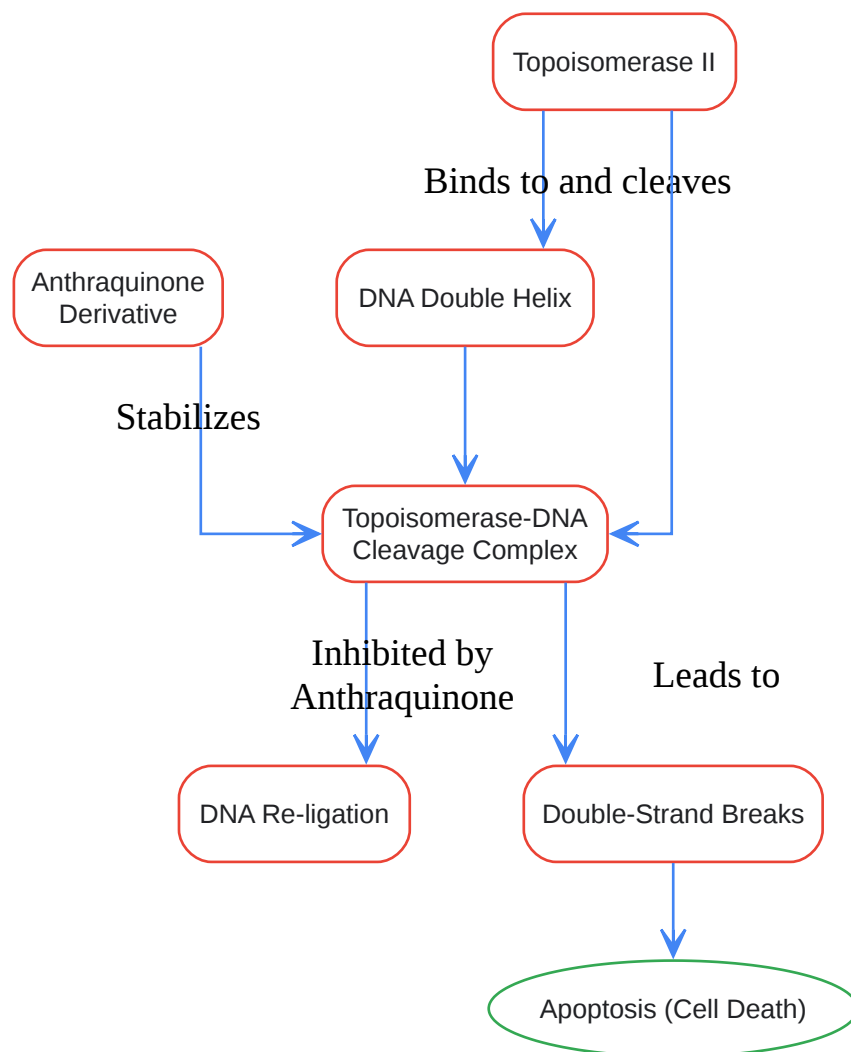 Topoisomerase II
Binds to and cleaves
Anthraquinone
Derivative
DNA Double Helix
Stabilizes
Topoisomerase-DNA
Cleavage Complex
Inhibited by
Anthraquinone
Leads to
DNA Re-ligation
Double-Strand Breaks
Apoptosis (Cell Death)